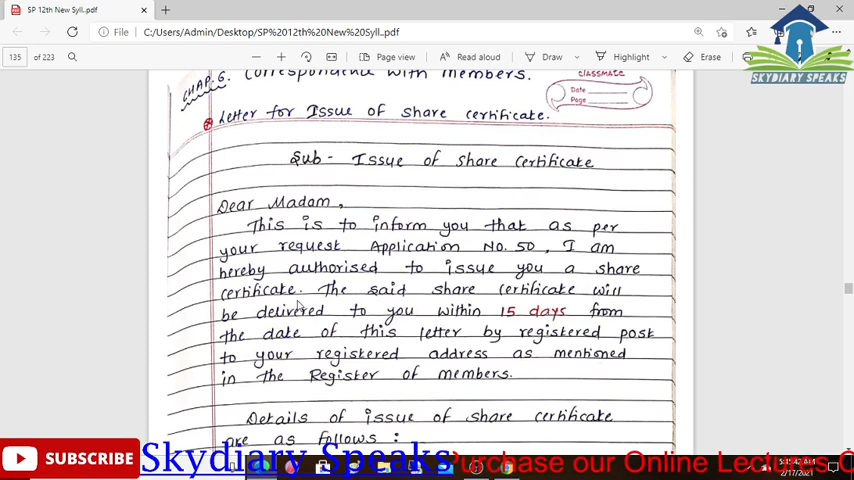 SP 12th New Syll..pdf
File
C:/Users/Admin/Desktop/SP%2012th%20New%20Syll..pdf
135
of 223
Page view
Read aloud
Draw
Highlight
Erase
SKYDIARY SPEAKS
CHAP.6. Correspondence with members.
CLASSMATE
Date
Page
Letter for Issue of share certificate.
Sub - Issue of share certificate
Dear Madam,
This is to inform you that as per
your request Application No. 50, I am
hereby authorised to issue you a share
certificate. The said share certificate will
be delivered to you within 15 days from
the date of this letter by registered post
to your registered address as mentioned
in the Register of members.
Details of issue of share certificate
are as follows :
SUBSCRIBE
Skydiary Speaks
Purchase our Online Lectures O
2/17/2021